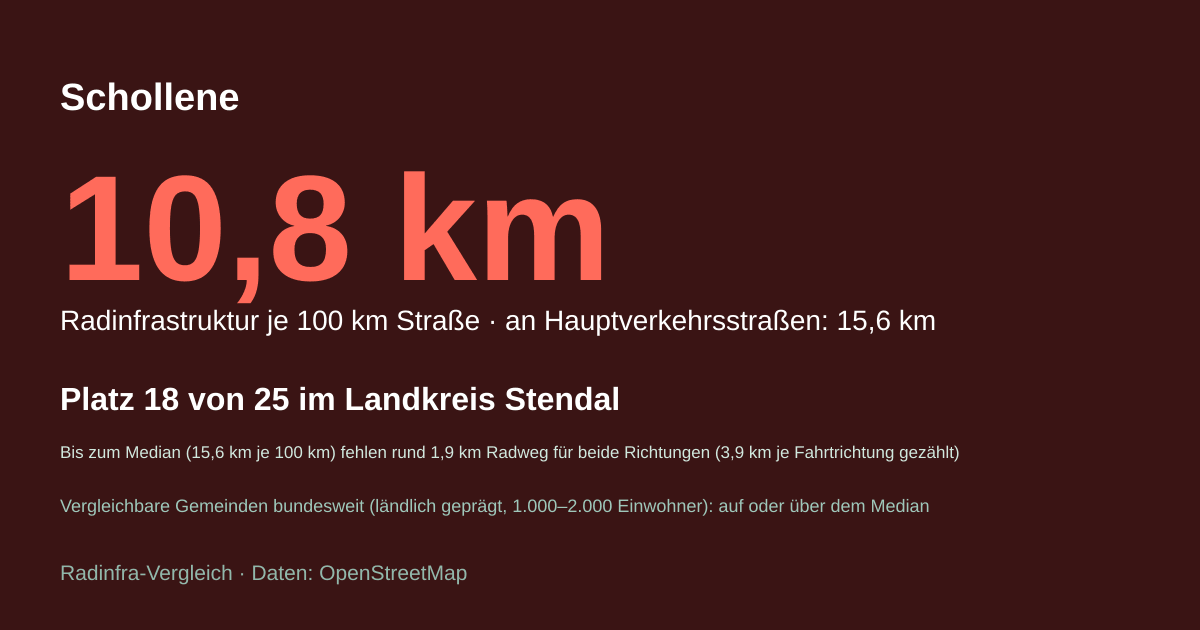 Schollene
10,8 km
Radinfrastruktur je 100 km Straße · an Hauptverkehrsstraßen: 15,6 km
Platz 18 von 25 im Landkreis Stendal
Bis zum Median (15,6 km je 100 km) fehlen rund 1,9 km Radweg für beide Richtungen (3,9 km je Fahrtrichtung gezählt)
Vergleichbare Gemeinden bundesweit (ländlich geprägt, 1.000–2.000 Einwohner): auf oder über dem Median
Radinfra-Vergleich · Daten: OpenStreetMap